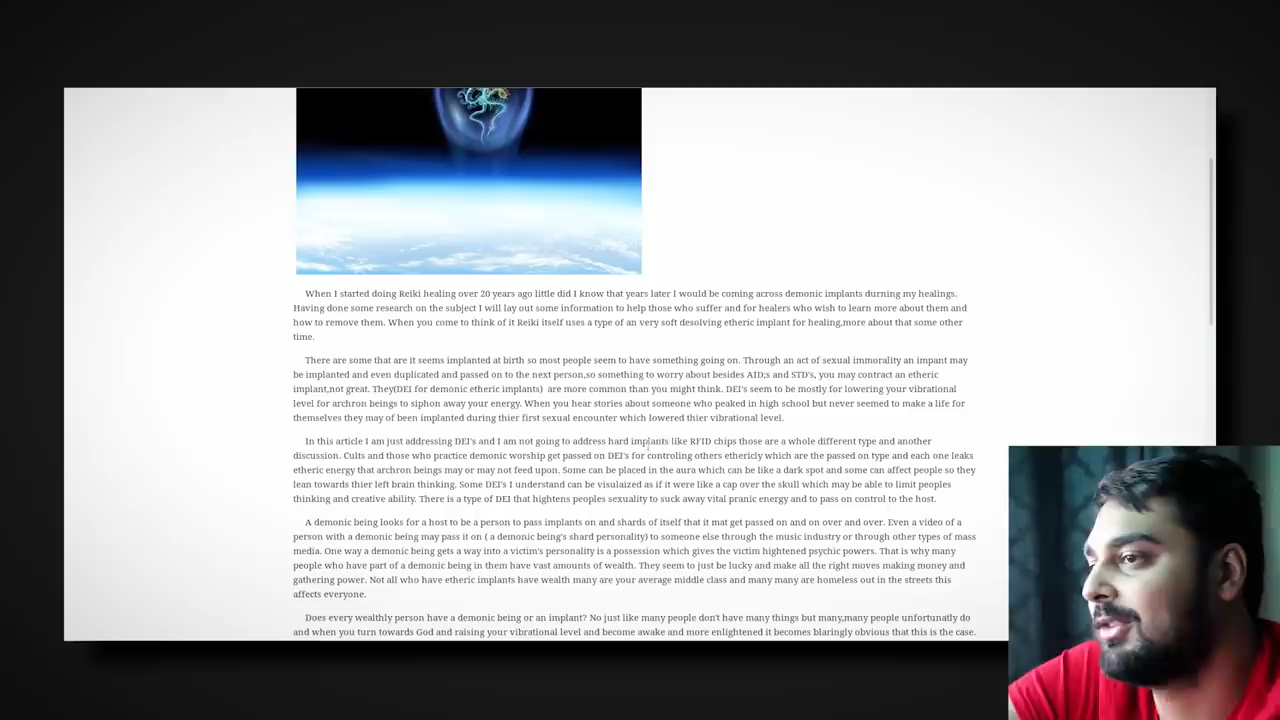 When I started doing Reiki healing over 20 years ago little did I know that years later I would be coming across demonic implants durning my healings.
Having done some research on the subject I will lay out some information to help those who suffer and for healers who wish to learn more about them and
how to remove them. When you come to think of it Reiki itself uses a type of an very soft desolving etheric implant for healing,more about that some other
time.
There are some that are it seems implanted at birth so most people seem to have something going on. Through an act of sexual immorality an impant may
be implanted and even duplicated and passed on to the next person,so something to worry about besides AID;s and STD's, you may contract an etheric
implant,not great. They(DEI for demonic etheric implants) are more common than you might think. DEI's seem to be mostly for lowering your vibrational
level for archron beings to siphon away your energy. When you hear stories about someone who peaked in high school but never seemed to make a life for
themselves they may of been implanted during thier first sexual encounter which lowered thier vibrational level.
In this article I am just addressing DEI's and I am not going to address hard implants like RFID chips those are a whole different type and another
discussion. Cults and those who practice demonic worship get passed on DEI's for controling others ethericly which are the passed on type and each one leaks
etheric energy that archron beings may or may not feed upon. Some can be placed in the aura which can be like a dark spot and some can affect people so they
lean towards thier left brain thinking. Some DEI's I understand can be visulaized as if it were like a cap over the skull which may be able to limit peoples
thinking and creative ability. There is a type of DEI that hightens peoples sexuality to suck away vital pranic energy and to pass on control to the host.
A demonic being looks for a host to be a person to pass implants on and shards of itself that it mat get passed on and on over and over. Even a video of a
person with a demonic being may pass it on ( a demonic being's shard personality) to someone else through the music industry or through other types of mass
media. One way a demonic being gets a way into a victim's personality is a possession which gives the victim hightened psychic powers. That is why many
people who have part of a demonic being in them have vast amounts of wealth. They seem to just be lucky and make all the right moves making money and
gathering power. Not all who have etheric implants have wealth many are your average middle class and many many are homeless out in the streets this
affects everyone.
Does every wealthly person have a demonic being or an implant? No just like many people don't have many things but many,many people unfortunatly do
and when you turn towards God and raising your vibrational level and become awake and more enlightened it becomes blaringly obvious that this is the case.